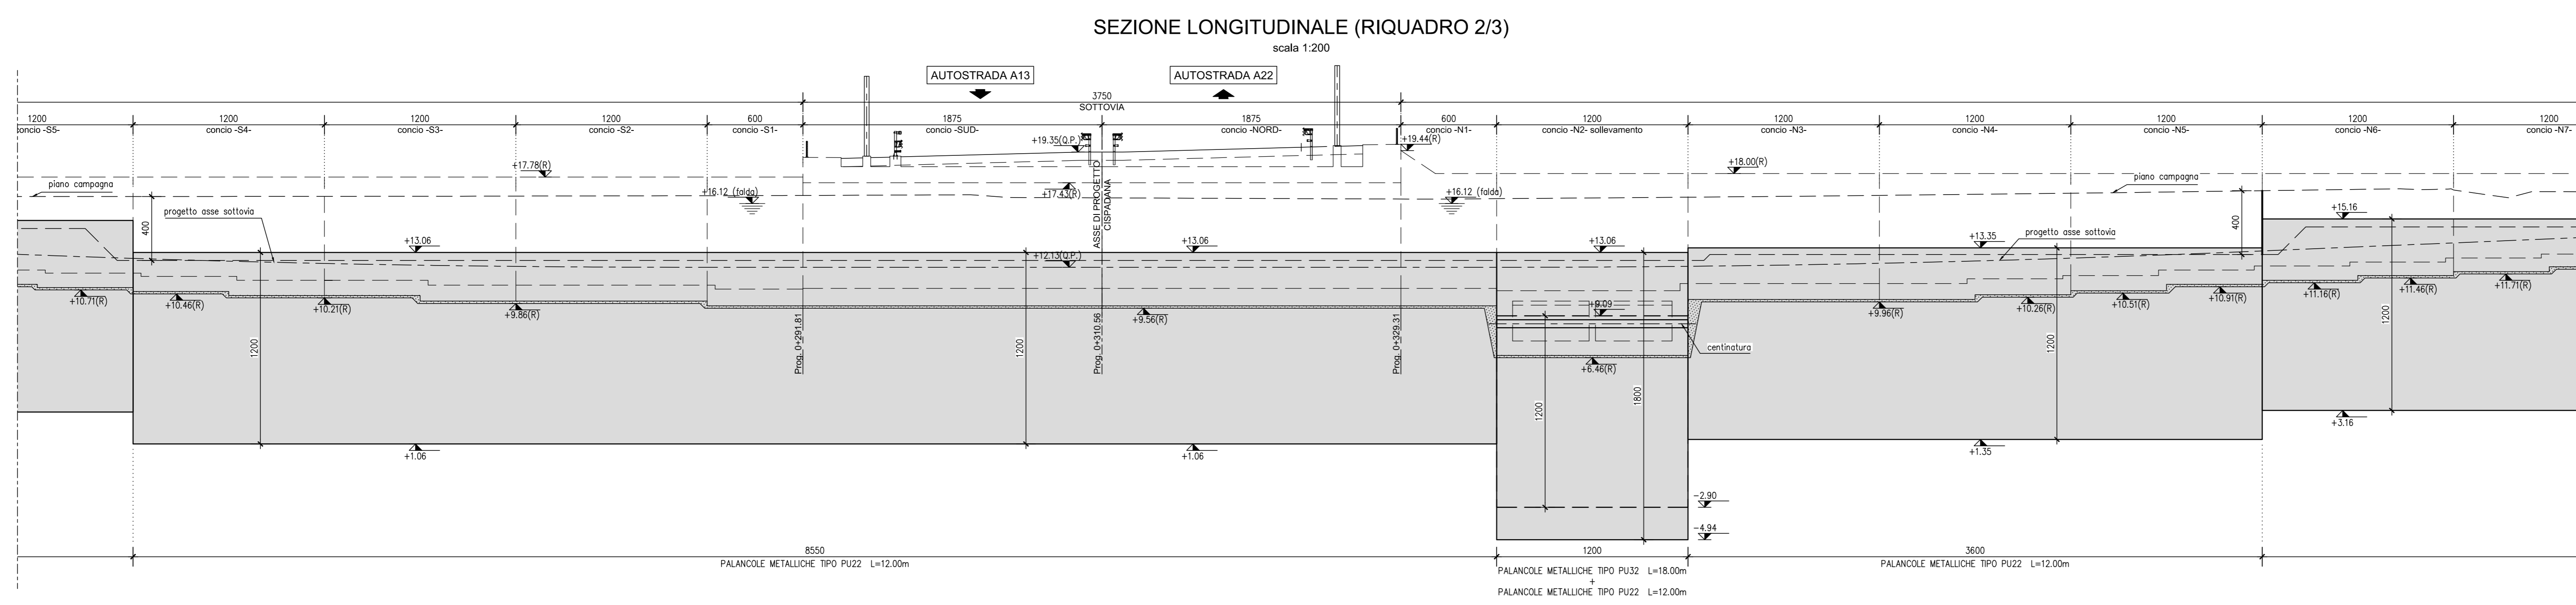 SEZIONE LONGITUDINALE (RIQUADRO 2/3)
scala 1:200
AUTOSTRADA A13
AUTOSTRADA A22
3750
SOTTOVIA
1200
1200
1200
1200
600
1875
1875
600
1200
1200
1200
1200
1200
1200
concio -S5-
concio -S4-
concio -S3-
concio -S2-
concio -S1-
concio -SUD-
concio -NORD-
concio -N1-
concio -N2- sollevamento
concio -N3-
concio -N4-
concio -N5-
concio -N6-
concio -N7-
+19.35(Q.P.)
+19.44(R)
+17.78(R)
+18.00(R)
piano campagna
piano campagna
+16.12 (falda)
+17.43(R)
+16.12 (falda)
ASSE DI PROGETTO
CISPADANA
progetto asse sottovia
400
+15.16
400
progetto asse sottovia
+13.06
+13.06
+13.06
+13.35
+12.13(Q.P.)
+10.71(R)
+10.46(R)
+10.21(R)
+9.86(R)
+9.56(R)
+9.09
+9.96(R)
+10.26(R)
+10.51(R)
+10.91(R)
+11.16(R)
+11.46(R)
+11.71(R)
Prog. 0+291.81
Prog. 0+310.56
Prog. 0+329.31
1200
1200
centinatura
+6.46(R)
1200
1800
1200
1200
+3.16
+1.06
+1.06
+1.35
-2.90
-4.94
8550
1200
3600
PALANCOLE METALLICHE TIPO PU22 L=12.00m
PALANCOLE METALLICHE TIPO PU32 L=18.00m
+
PALANCOLE METALLICHE TIPO PU22 L=12.00m
PALANCOLE METALLICHE TIPO PU22 L=12.00m